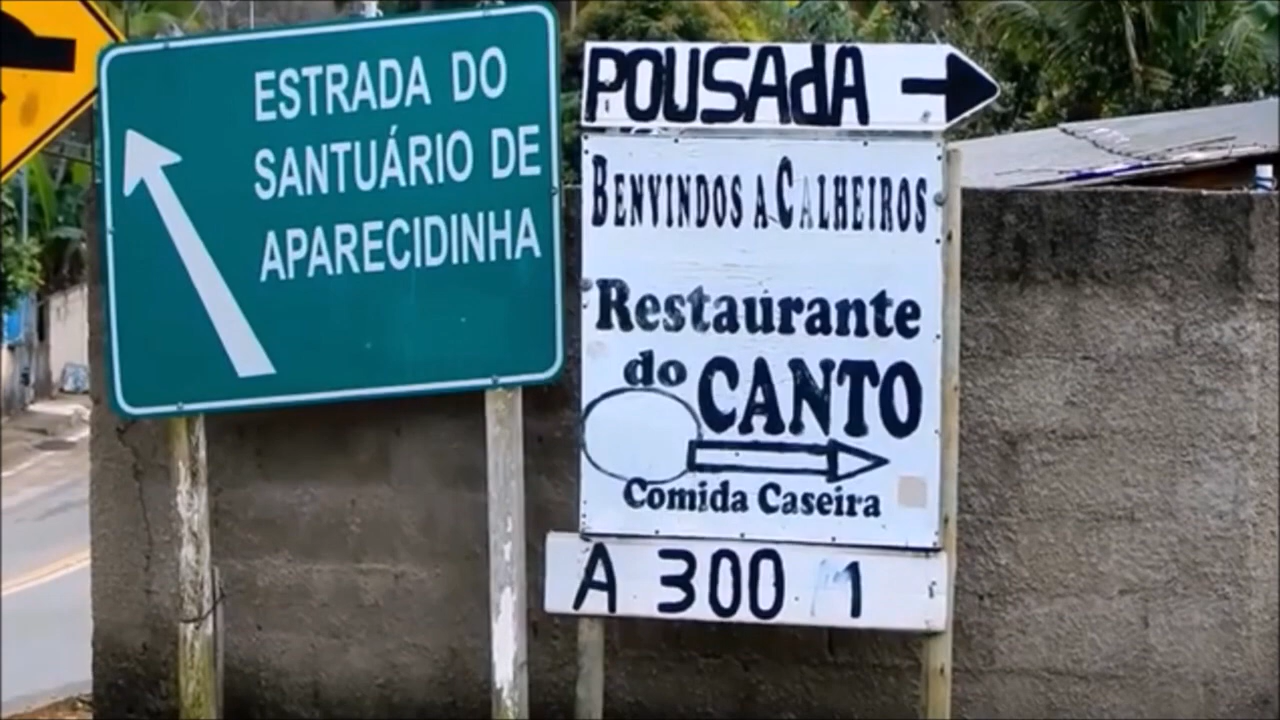 ESTRADA DO
SANTUÁRIO DE
APARECIDINHA
POUSAdA
BENVINDOS A CALHEIROS
Restaurante
do CANTO
Comida Caseira
A 300